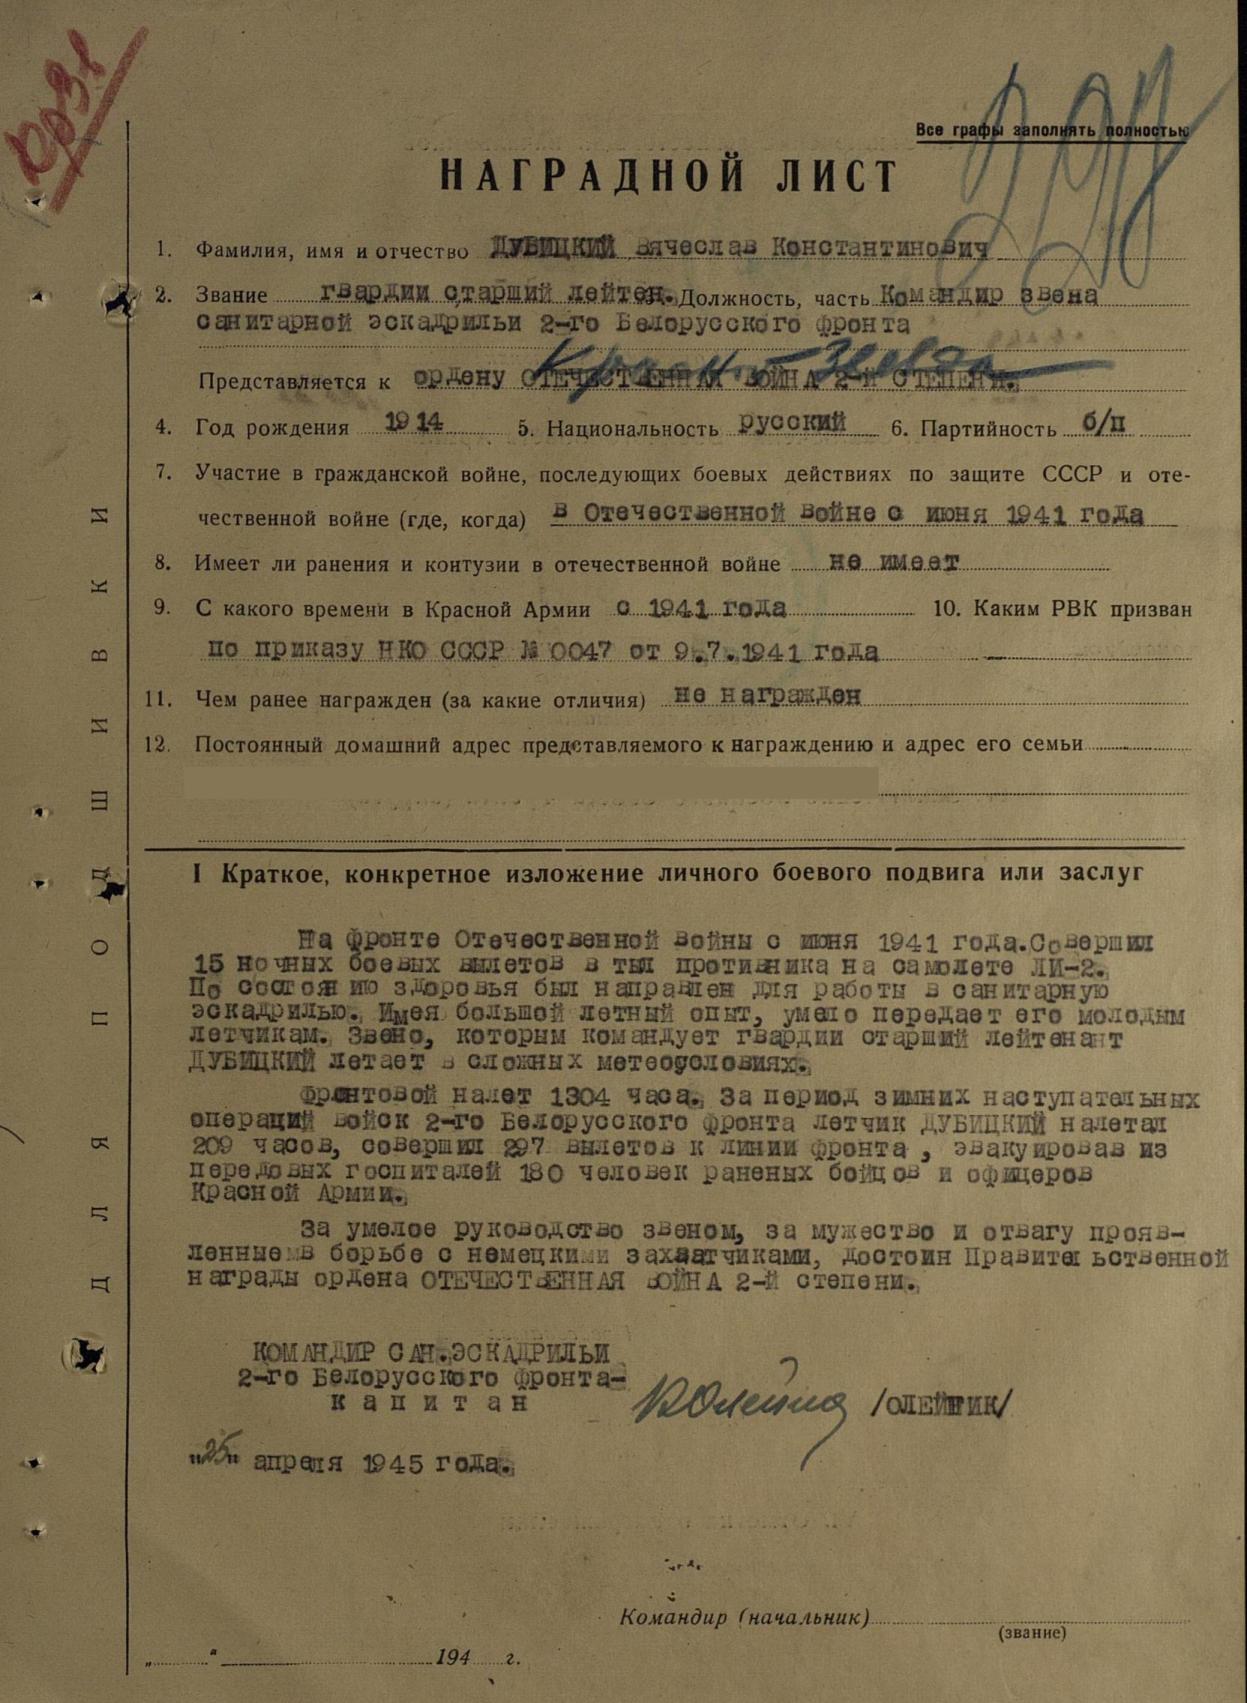 Все графы заполнять полностью
НАГРАДНОЙ ЛИСТ
1. Фамилия, имя и отчество ДУБИЦКИЙ Вячеслав Константинович
2. Звание гвардии старший лейтен. Должность, часть Командир звена
санитарной эскадрильи 2-го Белорусского фронта
Красная Звезда
Представляется к ордену ОТЕЧЕСТВЕННАЯ ВОЙНА 2-й СТЕПЕНИ.
4. Год рождения 1914 5. Национальность русский 6. Партийность б/п
7. Участие в гражданской войне, последующих боевых действиях по защите СССР и оте-
чественной войне (где, когда) в Отечественной войне с июня 1941 года
8. Имеет ли ранения и контузии в отечественной войне не имеет
9. С какого времени в Красной Армии с 1941 года 10. Каким РВК призван
по приказу НКО СССР № 0047 от 9.7.1941 года
11. Чем ранее награжден (за какие отличия) не награжден
12. Постоянный домашний адрес представляемого к награждению и адрес его семьи
I Краткое, конкретное изложение личного боевого подвига или заслуг
На фронте Отечественной войны с июня 1941 года. Совершил
15 ночных боевых вылетов в тыл противника на самолете ЛИ-2.
По состоянию здоровья был направлен для работы в санитарную
эскадрилью. Имея большой летный опыт, умело передает его молодым
летчикам. Звено, которым командует гвардии старший лейтенант
ДУБИЦКИЙ летает в сложных метеоусловиях.
Фронтовой налет 1304 часа. За период зимних наступательных
операций войск 2-го Белорусского фронта летчик ДУБИЦКИЙ налетал
209 часов, совершил 297 вылетов к линии фронта, эвакуировав из
передовых госпиталей 180 человек раненых бойцов и офицеров
Красной Армии.
За умелое руководство звеном, за мужество и отвагу прояв-
ленные в борьбе с немецкими захватчиками, достоин Правительственной
награды ордена ОТЕЧЕСТВЕННАЯ ВОЙНА 2-й степени.
КОМАНДИР САН.ЭСКАДРИЛЬИ
2-го Белорусского фронта-
капитан /ОЛЕЙНИК/
"25" апреля 1945 года.
Командир (начальник)
(звание)
„ " 194 г.
ДЛЯ ПОДШИВКИ